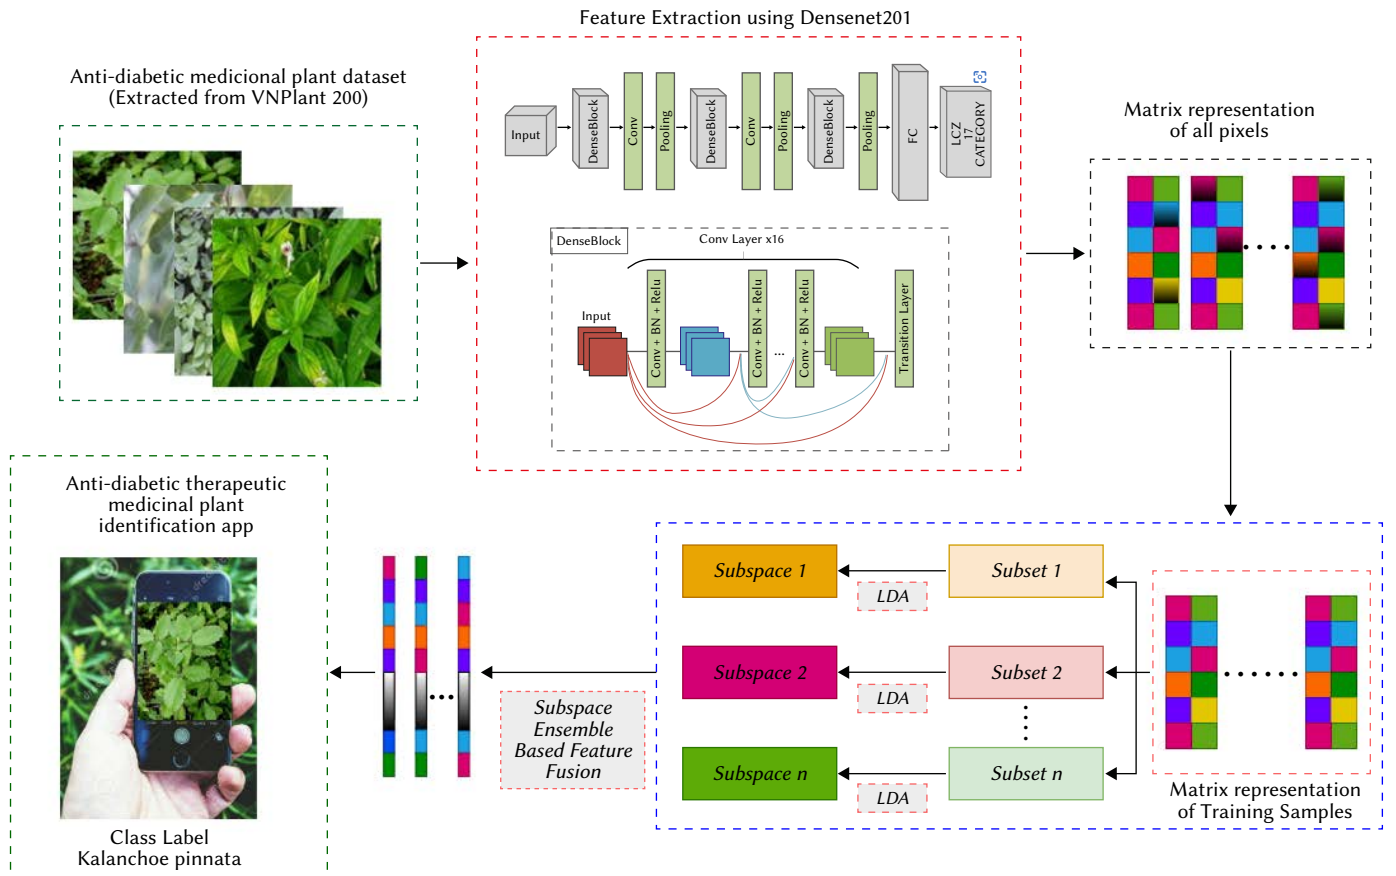 Feature Extraction using Densenet201
Anti-diabetic medicional plant dataset
(Extracted from VNPlant 200)
Input
DenseBlock
Conv
Pooling
DenseBlock
Conv
Pooling
DenseBlock
Pooling
FC
LCZ
17
CATEGORY
DenseBlock
Conv Layer x16
Input
Conv + BN + Relu
Conv + BN + Relu
...
Conv + BN + Relu
Transition Layer
Matrix representation
of all pixels
Matrix representation
of Training Samples
Subset 1
Subset 2
Subset n
LDA
LDA
LDA
Subspace 1
Subspace 2
Subspace n
Subspace
Ensemble
Based Feature
Fusion
Anti-diabetic therapeutic
medicinal plant
identification app
Class Label
Kalanchoe pinnata